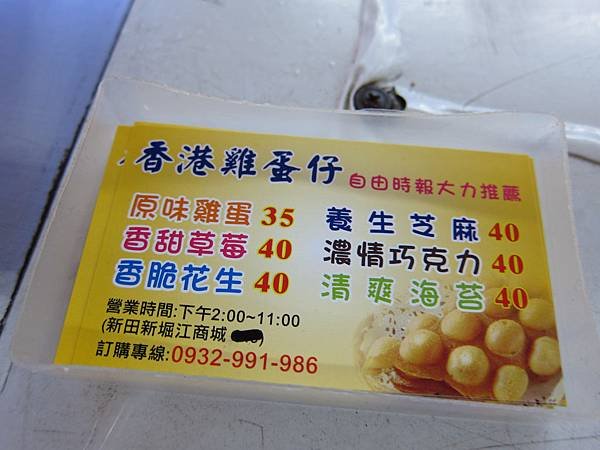 香港雞蛋仔 自由時報大力推薦
原味雞蛋 35 養生芝麻 40
香甜草莓 40 濃情巧克力 40
香脆花生 40 清爽海苔 40
營業時間:下午2:00~11:00
(新田新堀江商城
訂購專線:0932-991-986